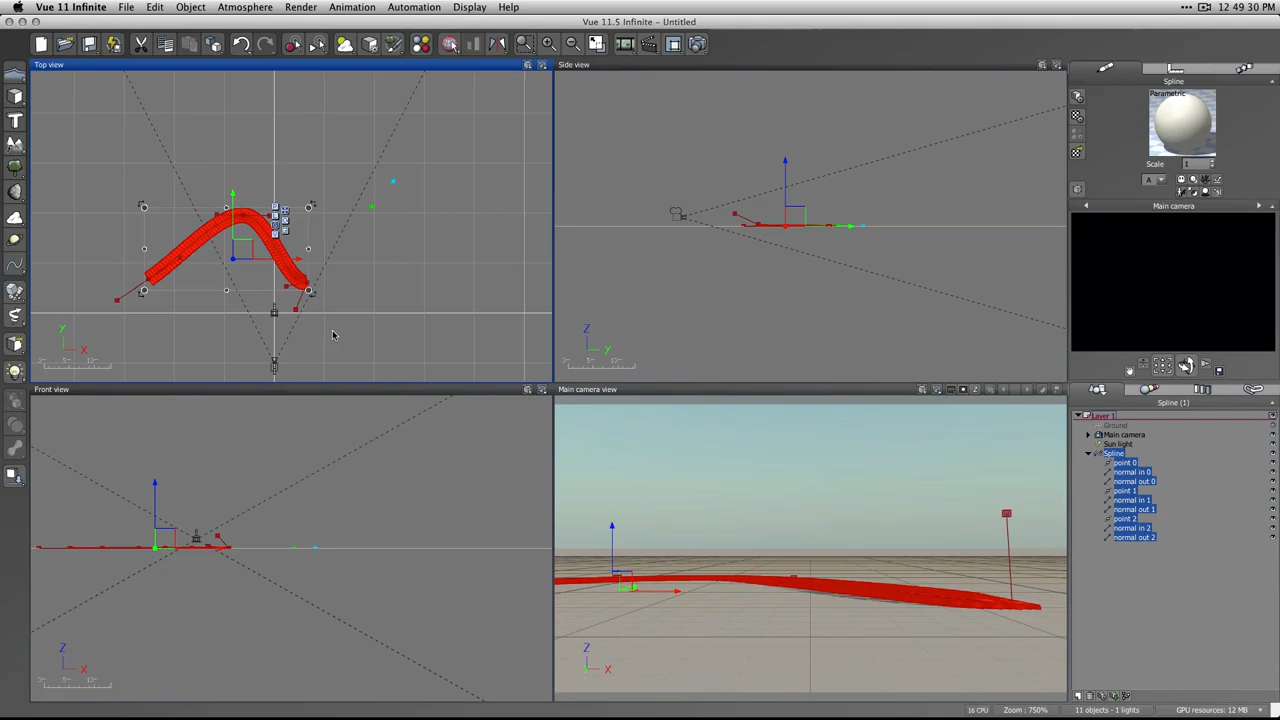 Vue 11 Infinite File Edit Object Atmosphere Render Animation Automation Display Help 12:49:30 PM
Vue 11.5 Infinite - Untitled
Top view
Side view
Spline
Parametric
Scale 1
A
Main camera
Y
X
Z
Y
Front view
Main camera view
Spline (1)
Layer 1
Ground
Main camera
Sun light
Spline
point 0
normal in 0
normal out 0
point 1
normal in 1
normal out 1
point 2
normal in 2
normal out 2
Z
X
Z
X
16 CPU Zoom : 750% 11 objects - 1 lights GPU resources: 12 MB